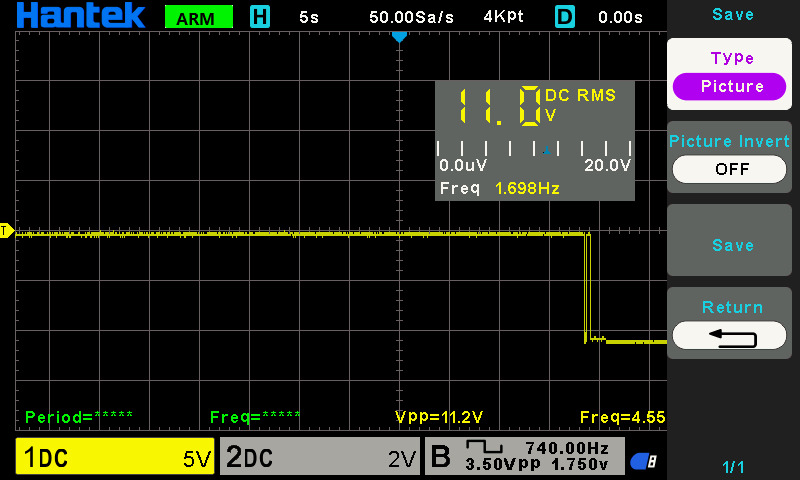 Hantek ARM H 5s 50.00Sa/s 4Kpt D 0.00s
Save
Type
Picture
Picture Invert
OFF
Save
Return
1/1
11.0 DC RMS
V
0.0uV 20.0V
Freq 1.698Hz
T
Period=***** Freq=***** Vpp=11.2V Freq=4.55
1DC 5V 2DC 2V B 740.00Hz
3.50Vpp 1.750v